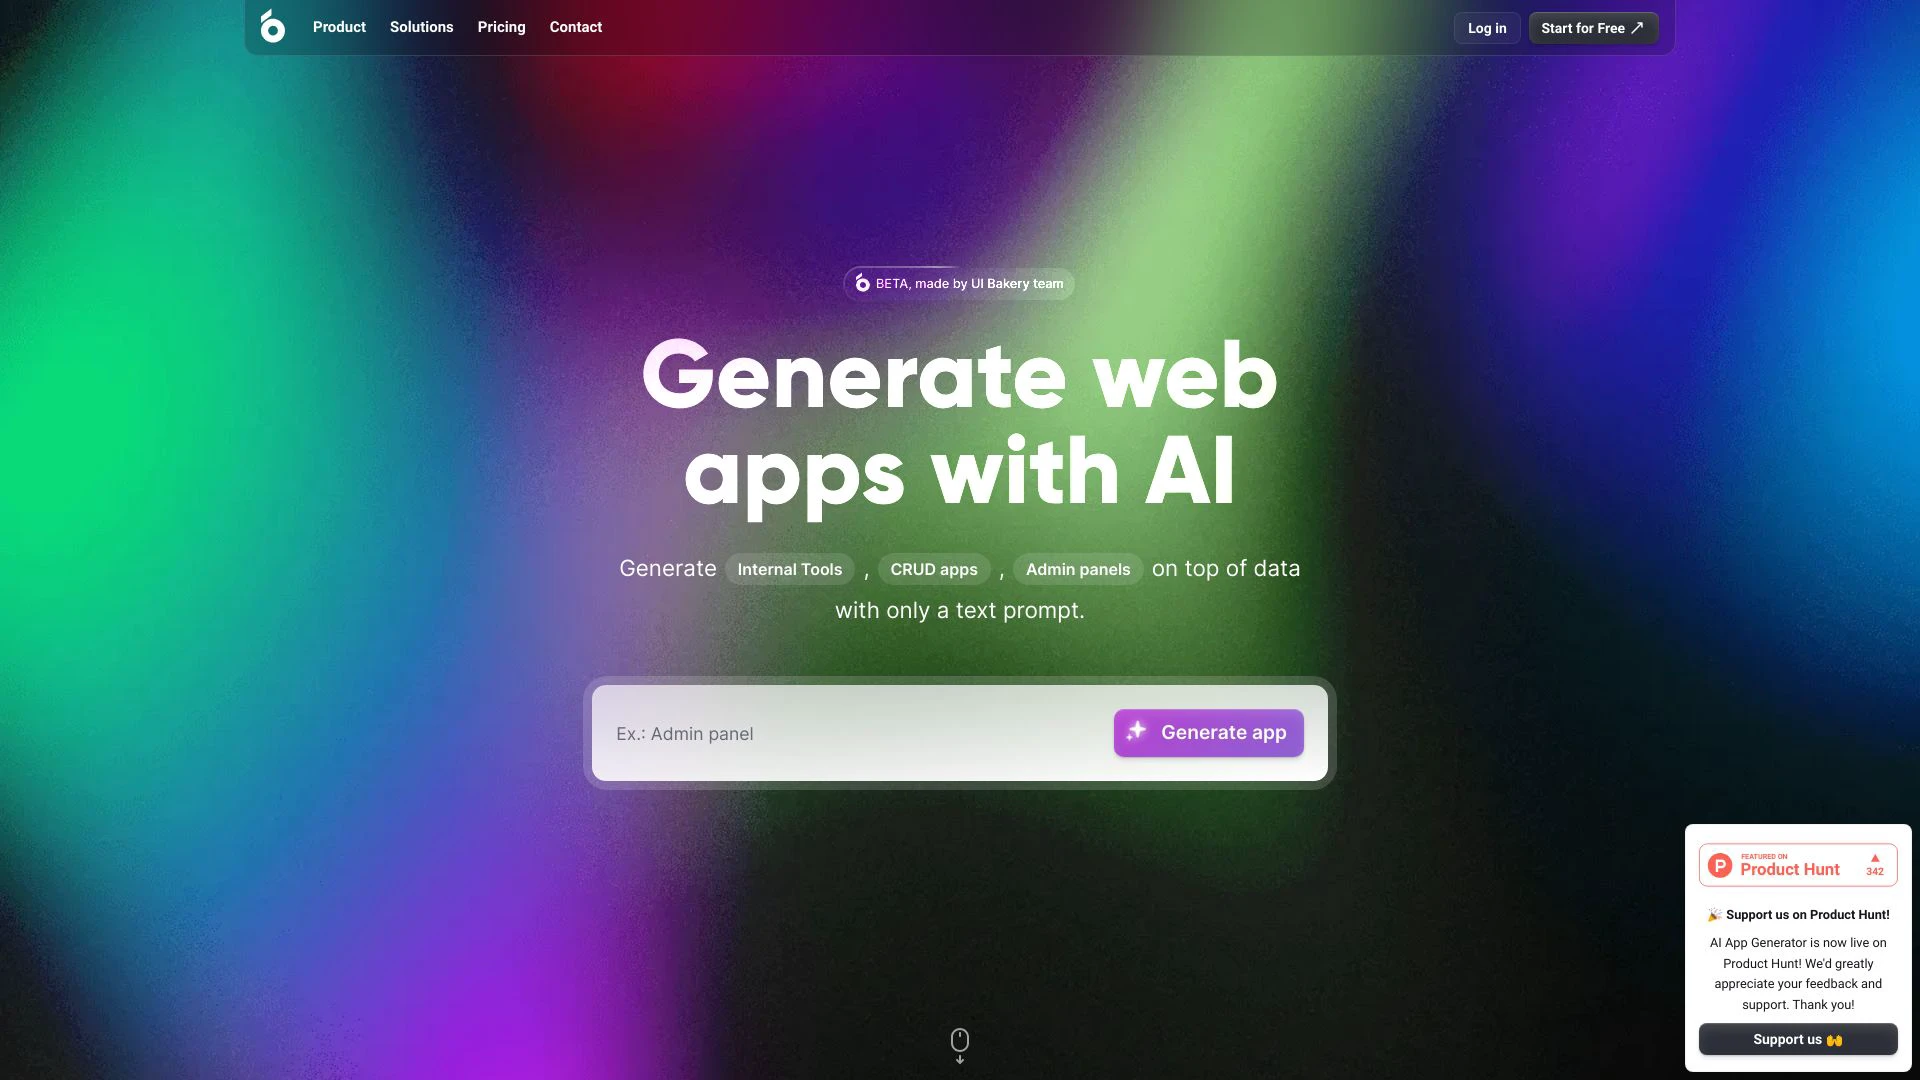 Product Solutions Pricing Contact Log in Start for Free ↗
BETA, made by UI Bakery team
Generate web
apps with AI
Generate Internal Tools , CRUD apps , Admin panels on top of data
with only a text prompt.
Ex.: Admin panel Generate app
FEATURED ON
Product Hunt ▲ 342
🎉 Support us on Product Hunt!
AI App Generator is now live on
Product Hunt! We'd greatly
appreciate your feedback and
support. Thank you!
Support us 🙌